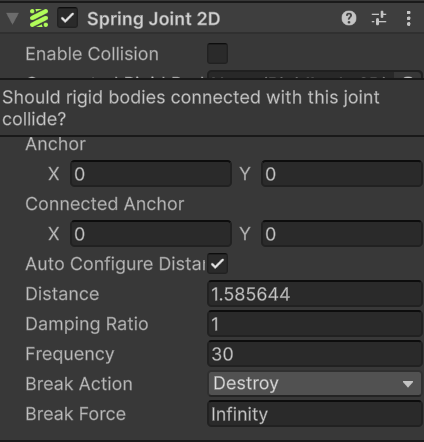 Spring Joint 2D
Enable Collision
Should rigid bodies connected with this joint
collide?
Anchor
X 0 Y 0
Connected Anchor
X 0 Y 0
Auto Configure Distar
Distance 1.585644
Damping Ratio 1
Frequency 30
Break Action Destroy
Break Force Infinity